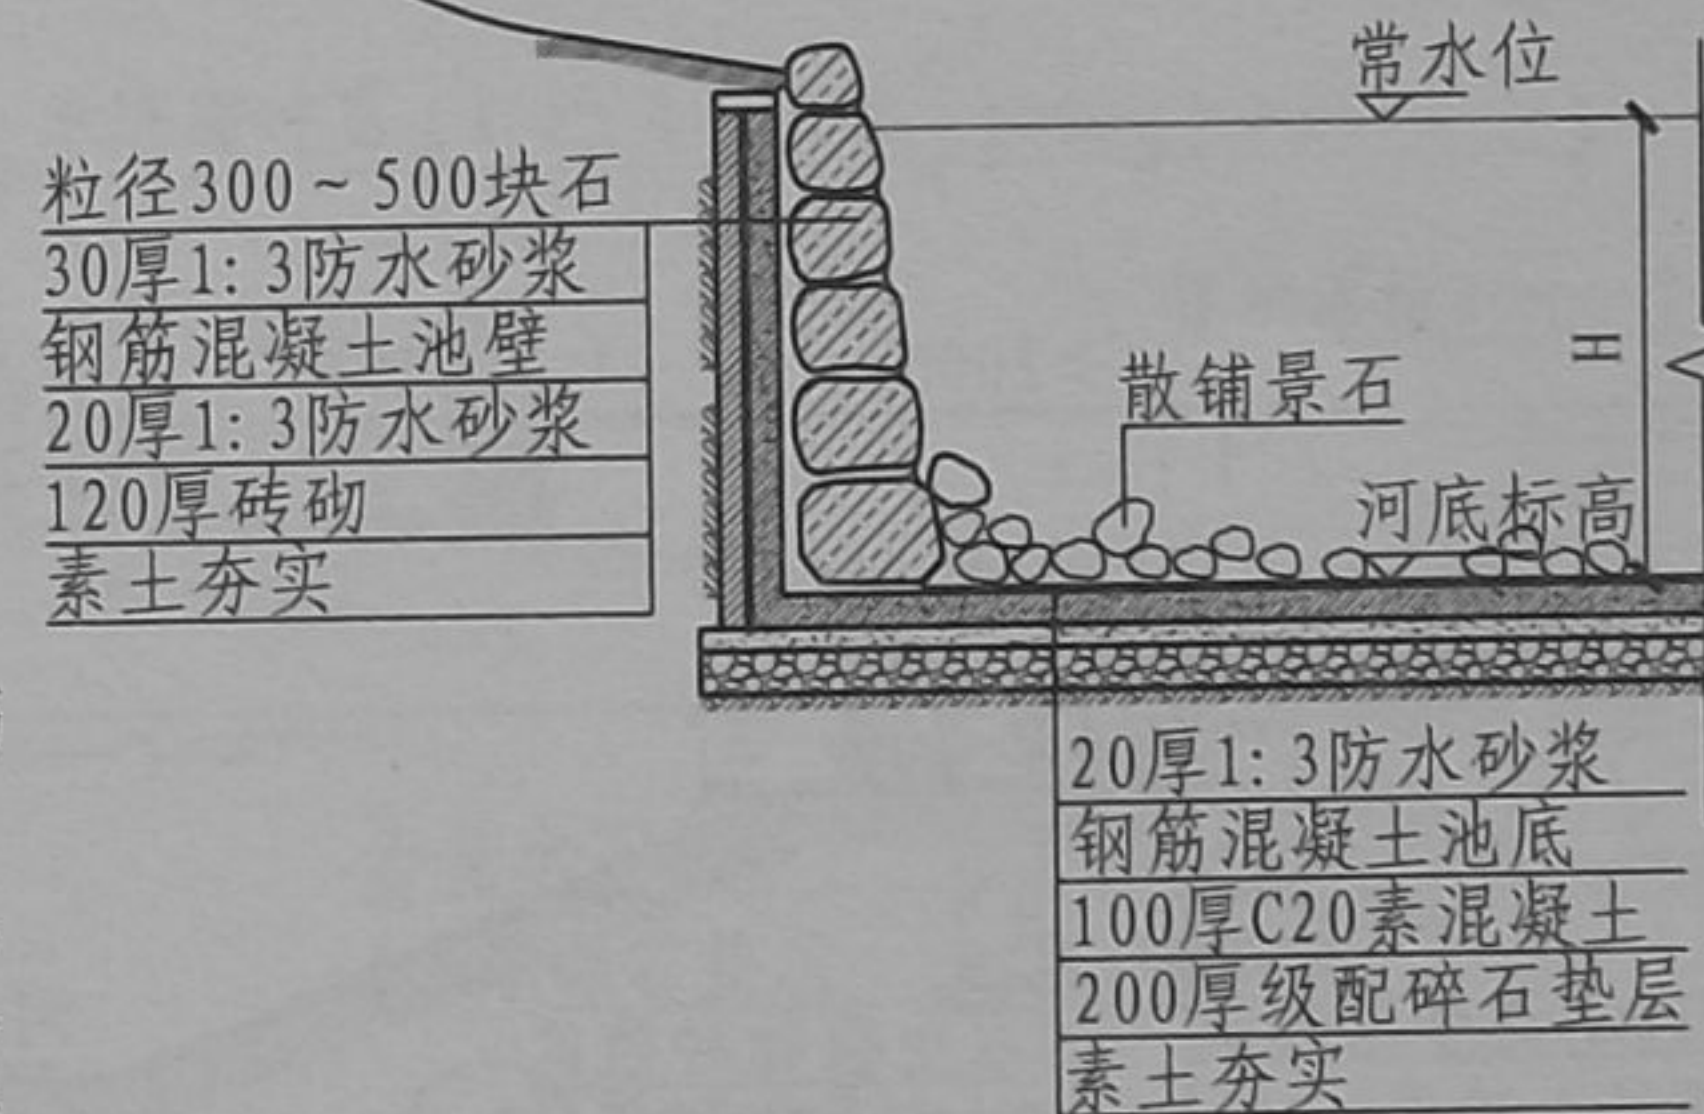 常水位
粒径300~500块石
30厚1:3防水砂浆
钢筋混凝土池壁
20厚1:3防水砂浆
120厚砖砌
素土夯实
H
散铺景石
河底标高
20厚1:3防水砂浆
钢筋混凝土池底
100厚C20素混凝土
200厚级配碎石垫层
素土夯实